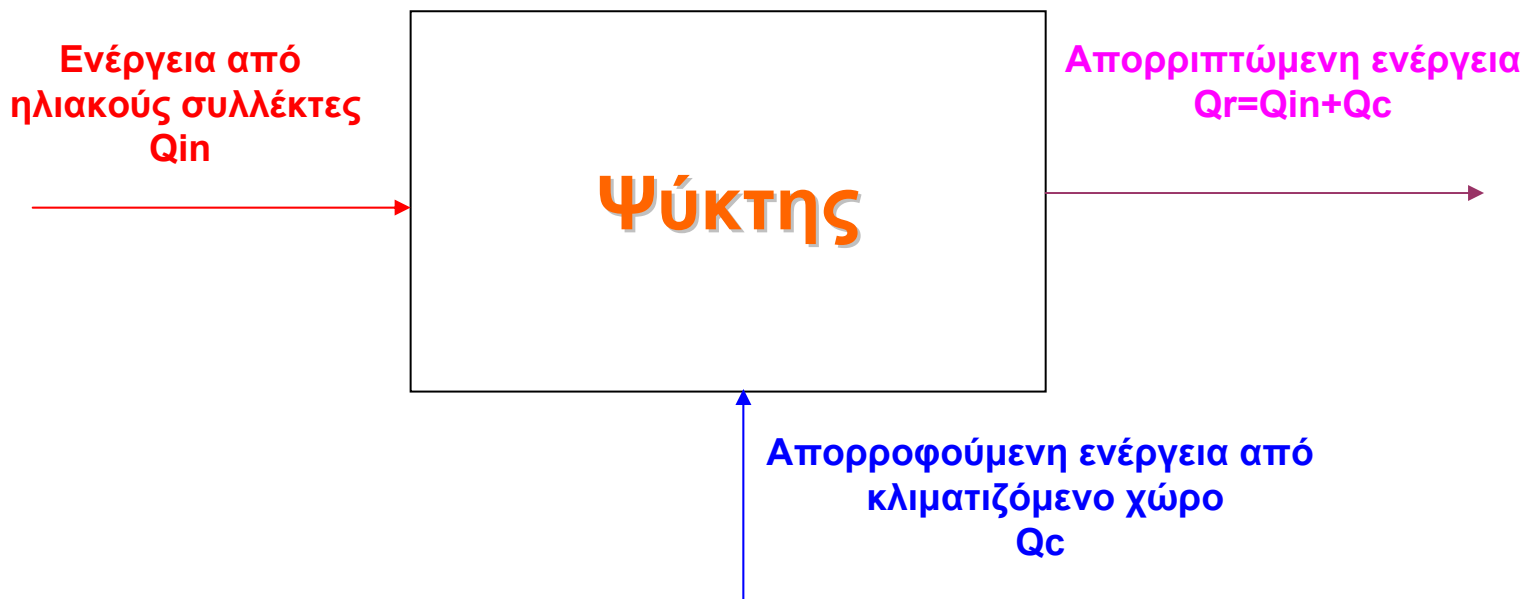 Ενέργεια από
ηλιακούς συλλέκτες
Qin
Ψύκτης
Απορριπτώμενη ενέργεια
Qr=Qin+Qc
Απορροφούμενη ενέργεια από
κλιματιζόμενο χώρο
Qc